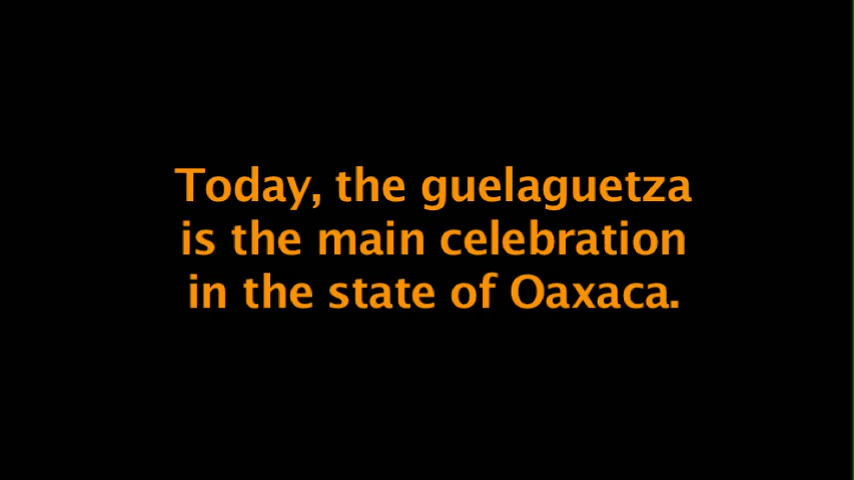 Today, the guelaguetza
is the main celebration
in the state of Oaxaca.